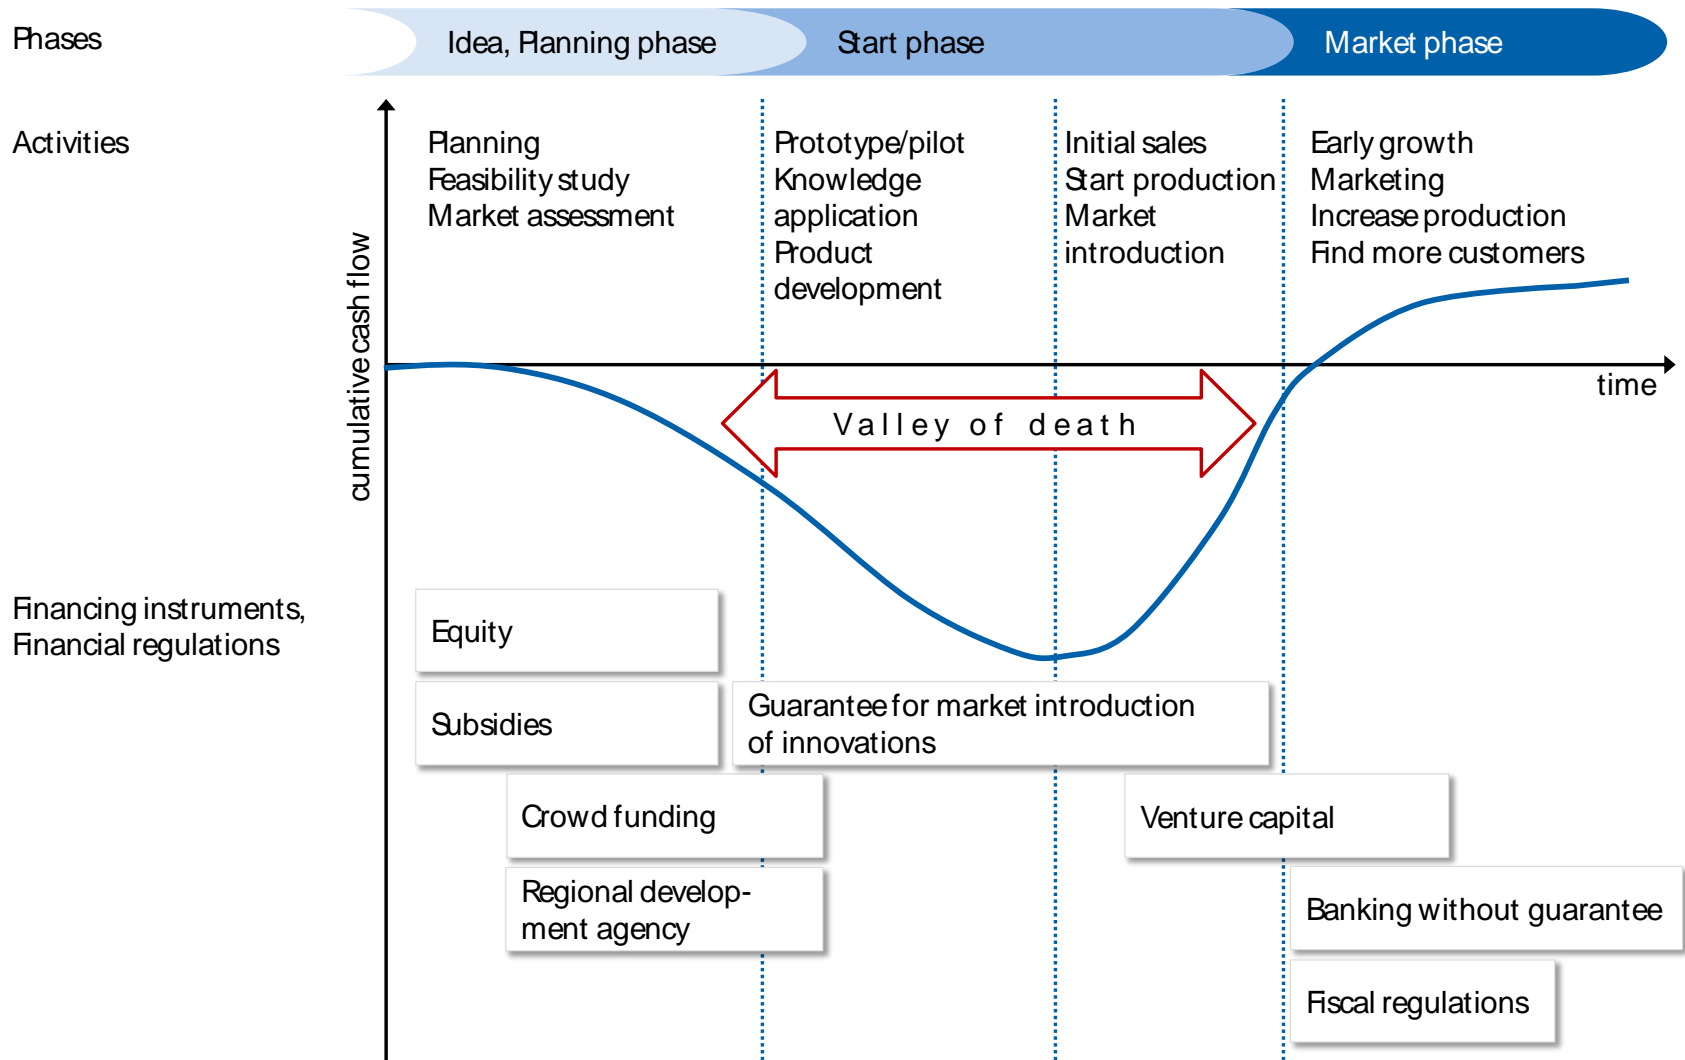 Phases
Idea, Planning phase
Start phase
Market phase
Activities
Planning
Feasibility study
Market assessment
Prototype/pilot
Knowledge
application
Product
development
Initial sales
Start production
Market
introduction
Early growth
Marketing
Increase production
Find more customers
cumulative cash flow
time
Valley of death
Financing instruments,
Financial regulations
Equity
Subsidies
Guarantee for market introduction
of innovations
Crowd funding
Venture capital
Regional develop-
ment agency
Banking without guarantee
Fiscal regulations